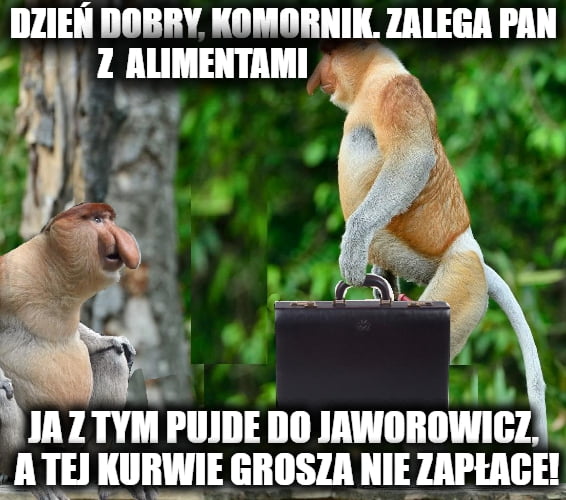 DZIEŃ DOBRY, KOMORNIK. ZALEGA PAN
Z ALIMENTAMI
JA Z TYM PUJDE DO JAWOROWICZ,
A TEJ KURWIE GROSZA NIE ZAPŁACE!